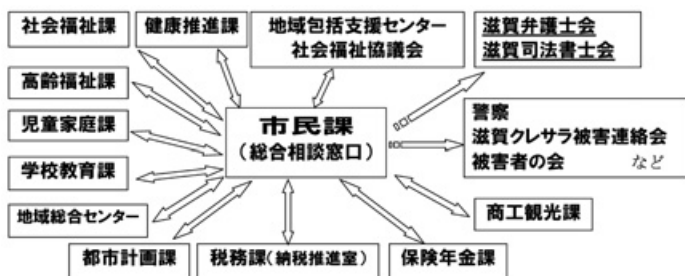 社会福祉課
健康推進課
地域包括支援センター
社会福祉協議会
滋賀弁護士会
滋賀司法書士会
高齢福祉課
児童家庭課
学校教育課
市民課
(総合相談窓口)
警察
滋賀クレサラ被害連絡会
被害者の会 など
地域総合センター
商工観光課
都市計画課
税務課(納税推進室)
保険年金課